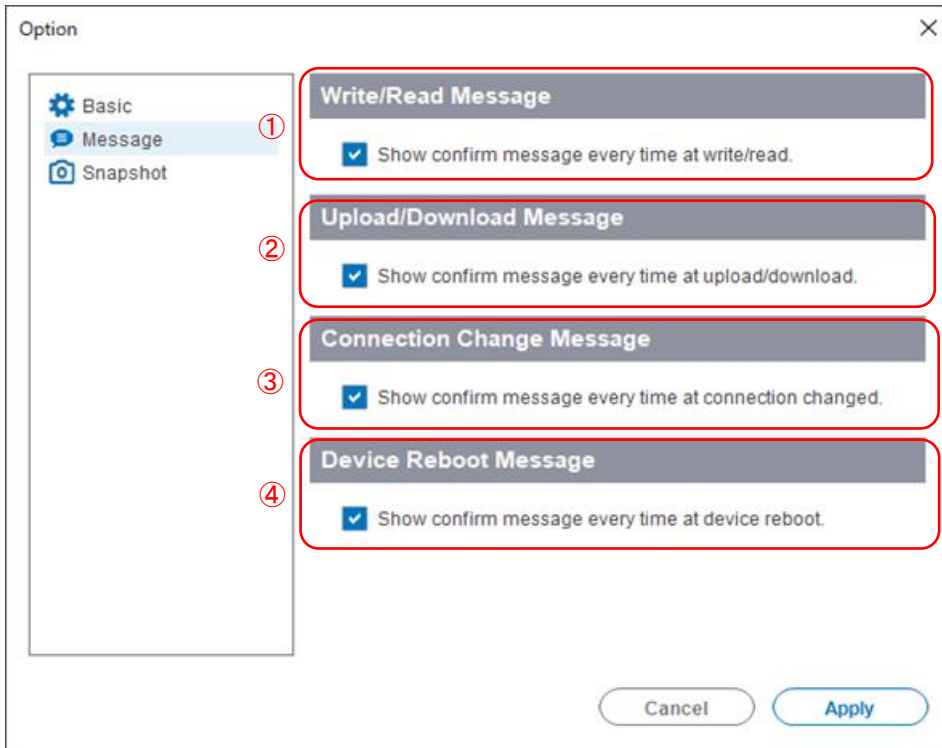 Option
Basic
Message
Snapshot
①
Write/Read Message
Show confirm message every time at write/read.
②
Upload/Download Message
Show confirm message every time at upload/download.
③
Connection Change Message
Show confirm message every time at connection changed.
④
Device Reboot Message
Show confirm message every time at device reboot.
Cancel
Apply